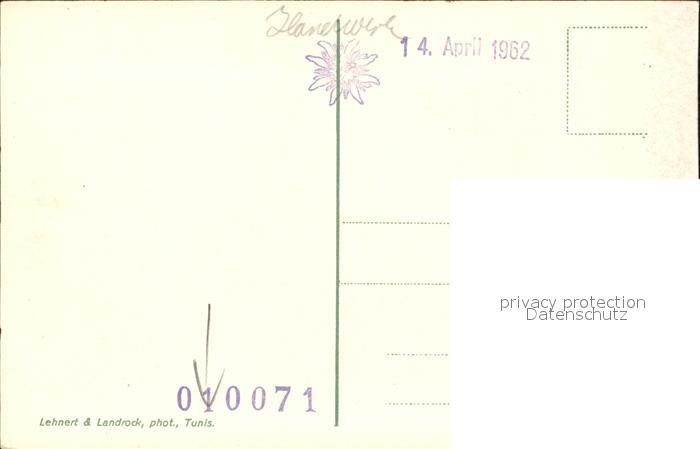 14. April 1962
privacy protection
Datenschutz
010071
Lehnert & Landrock, phot., Tunis.